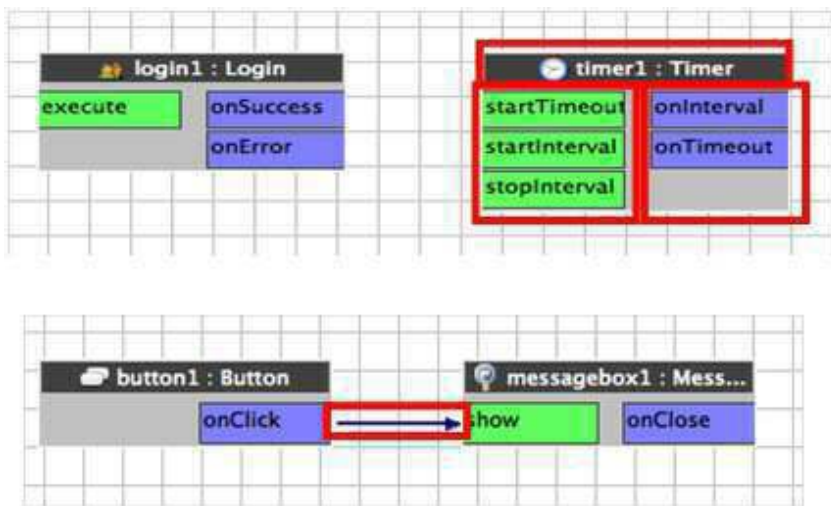 login1 : Login
execute
onSuccess
onError
timer1 : Timer
startTimeout
startInterval
stopInterval
onInterval
onTimeout
button1 : Button
onClick
messagebox1 : Mess...
show
onClose